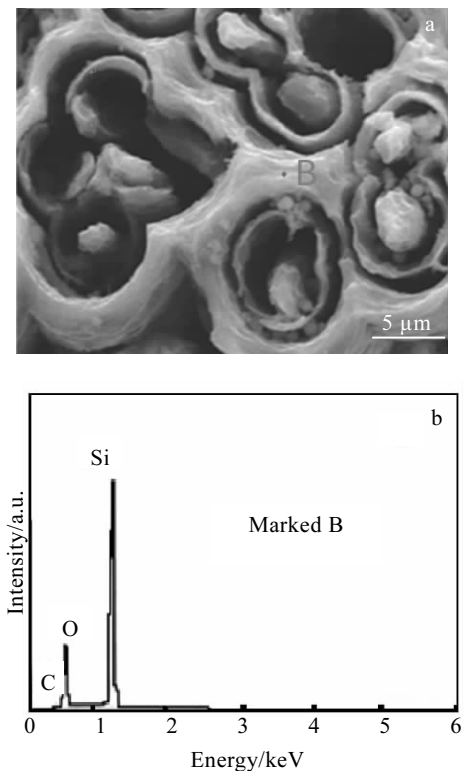 a
B
5 µm
b
Si
Marked B
O
C
0 1 2 3 4 5 6
Intensity/a.u.
Energy/keV